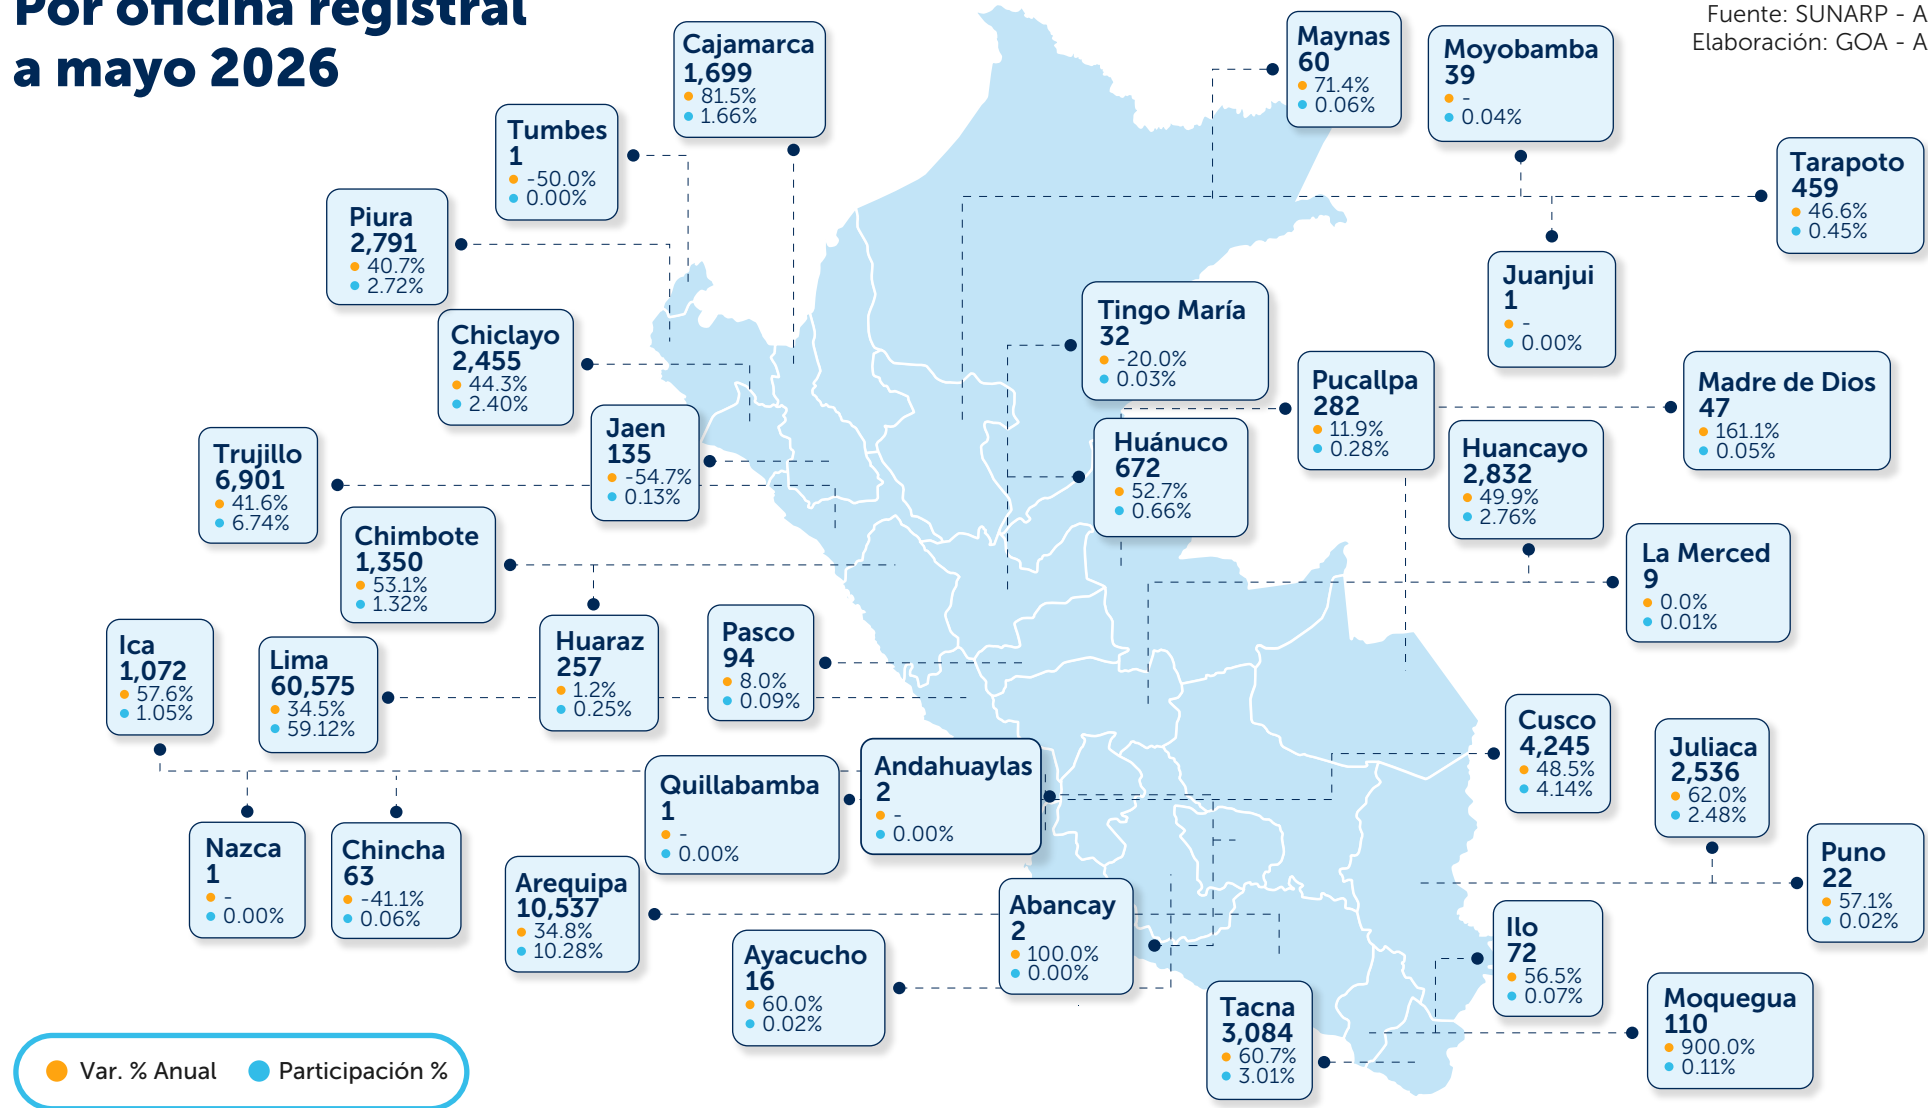 Por oficina registral
a mayo 2026
Fuente: SUNARP - A
Elaboración: GOA - A
Cajamarca
1,699
81.5%
1.66%
Maynas
60
71.4%
0.06%
Moyobamba
39
-
0.04%
Tumbes
1
-50.0%
0.00%
Tarapoto
459
46.6%
0.45%
Piura
2,791
40.7%
2.72%
Juanjui
1
-
0.00%
Tingo María
32
-20.0%
0.03%
Chiclayo
2,455
44.3%
2.40%
Pucallpa
282
11.9%
0.28%
Madre de Dios
47
161.1%
0.05%
Jaen
135
-54.7%
0.13%
Huánuco
672
52.7%
0.66%
Huancayo
2,832
49.9%
2.76%
Trujillo
6,901
41.6%
6.74%
Chimbote
1,350
53.1%
1.32%
La Merced
9
0.0%
0.01%
Ica
1,072
57.6%
1.05%
Lima
60,575
34.5%
59.12%
Huaraz
257
1.2%
0.25%
Pasco
94
8.0%
0.09%
Cusco
4,245
48.5%
4.14%
Juliaca
2,536
62.0%
2.48%
Quillabamba
1
-
0.00%
Andahuaylas
2
-
0.00%
Nazca
1
-
0.00%
Chincha
63
-41.1%
0.06%
Puno
22
57.1%
0.02%
Arequipa
10,537
34.8%
10.28%
Abancay
2
100.0%
0.00%
Ilo
72
56.5%
0.07%
Ayacucho
16
60.0%
0.02%
Tacna
3,084
60.7%
3.01%
Moquegua
110
900.0%
0.11%
Var. % Anual
Participación %